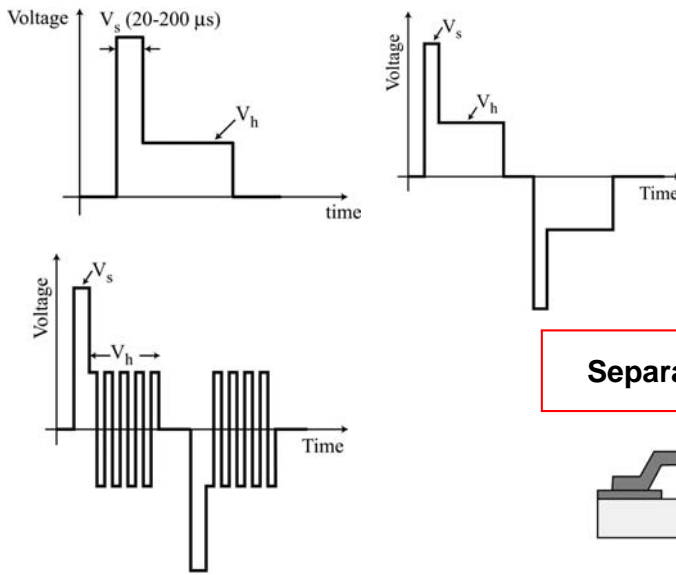 Voltage
Vs (20-200 μs)
Vh
time
Voltage
Vs
Vh
Time
Voltage
Vs
Vh
Time
Separa